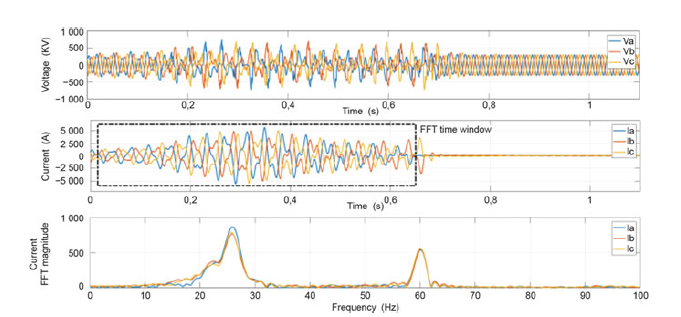 1 000
500
0
−500
−1 000
Voltage (KV)
Va
Vb
Vc
0 0,2 0,4 0,6 0,8 1
Time (s)
5 000
2 500
0
−2 500
−5 000
Current (A)
FFT time window
Ia
Ib
Ic
0 0,2 0,4 0,6 0,8 1
Time (s)
1 000
500
0
Current
FFT magnitude
Ia
Ib
Ic
0 10 20 30 40 50 60 70 80 90 100
Frequency (Hz)